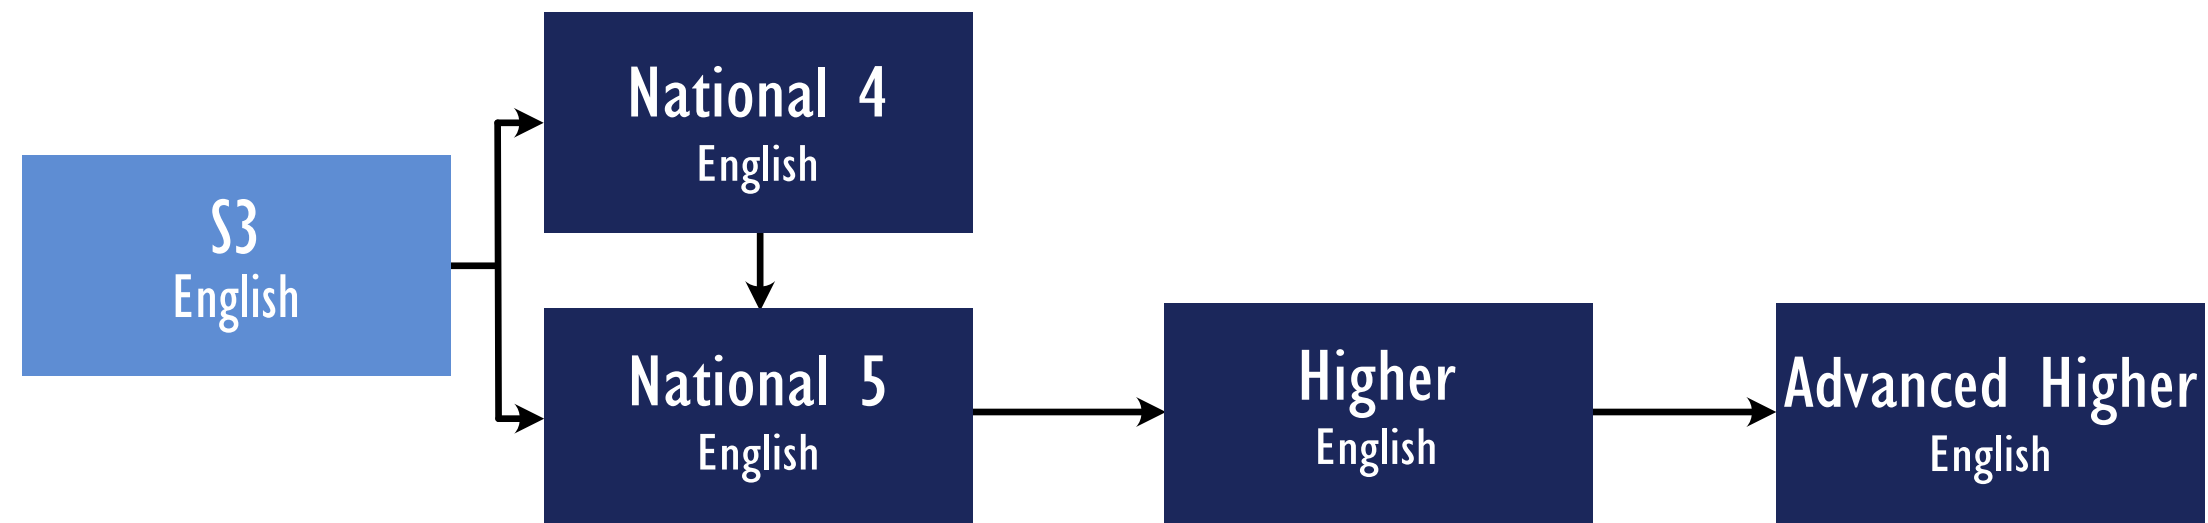 S3
English
National 4
English
National 5
English
Higher
English
Advanced Higher
English